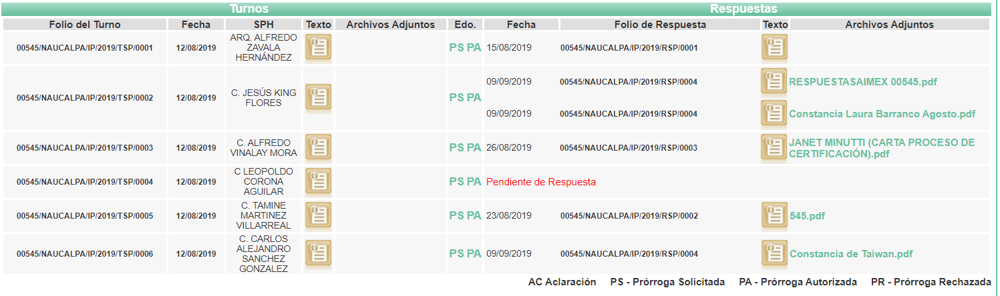 Turnos Respuestas
Folio del Turno Fecha SPH Texto Archivos Adjuntos Edo. Fecha Folio de Respuesta Texto Archivos Adjuntos
00545/NAUCALPA/IP/2019/TSP/0001 12/08/2019 ARQ. ALFREDO
ZAVALA
HERNÁNDEZ
PS PA 15/08/2019 00545/NAUCALPA/IP/2019/RSP/0001
00545/NAUCALPA/IP/2019/TSP/0002 12/08/2019 C. JESÚS KING
FLORES
PS PA
09/09/2019 00545/NAUCALPA/IP/2019/RSP/0004 RESPUESTASAIMEX 00545.pdf
09/09/2019 00545/NAUCALPA/IP/2019/RSP/0004 Constancia Laura Barranco Agosto.pdf
00545/NAUCALPA/IP/2019/TSP/0003 12/08/2019 C. ALFREDO
VINALAY MORA
PS PA 26/08/2019 00545/NAUCALPA/IP/2019/RSP/0003 JANET MINUTTI (CARTA PROCESO DE
CERTIFICACIÓN).pdf
00545/NAUCALPA/IP/2019/TSP/0004 12/08/2019 C LEOPOLDO
CORONA
AGUILAR
PS PA Pendiente de Respuesta
00545/NAUCALPA/IP/2019/TSP/0005 12/08/2019 C. TAMINE
MARTINEZ
VILLARREAL
PS PA 23/08/2019 00545/NAUCALPA/IP/2019/RSP/0002 545.pdf
00545/NAUCALPA/IP/2019/TSP/0006 12/08/2019 C. CARLOS
ALEJANDRO
SANCHEZ
GONZALEZ
PS PA 09/09/2019 00545/NAUCALPA/IP/2019/RSP/0004 Constancia de Taiwan.pdf
AC Aclaración PS - Prórroga Solicitada PA - Prórroga Autorizada PR - Prórroga Rechazada